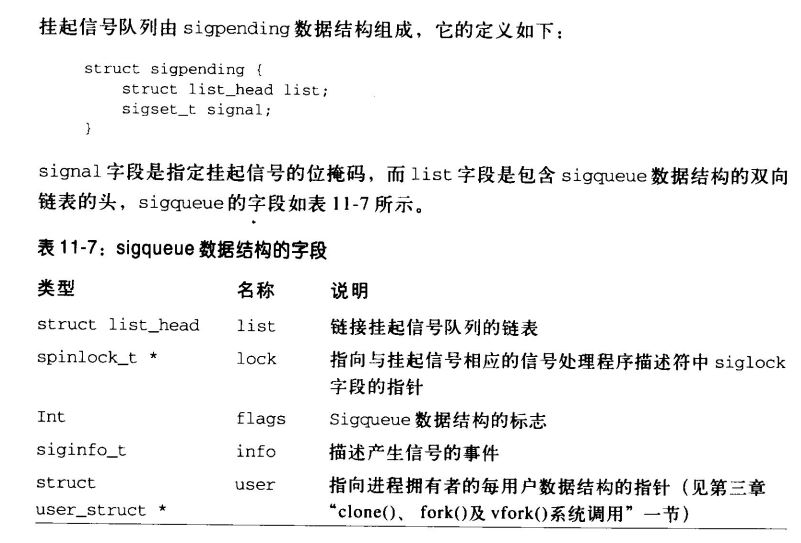 挂起信号队列由 sigpending 数据结构组成，它的定义如下：
struct sigpending {
struct list_head list;
sigset_t signal;
}
signal 字段是指定挂起信号的位掩码，而 list 字段是包含 sigqueue 数据结构的双向
链表的头，sigqueue 的字段如表 11-7 所示。
表 11-7：sigqueue 数据结构的字段
类型 名称 说明
struct list_head list 链接挂起信号队列的链表
spinlock_t * lock 指向与挂起信号相应的信号处理程序描述符中 siglock
字段的指针
Int flags Sigqueue 数据结构的标志
siginfo_t info 描述产生信号的事件
struct user 指向进程拥有者的每用户数据结构的指针（见第三章
user_struct * “clone()、fork()及 vfork()系统调用”一节）